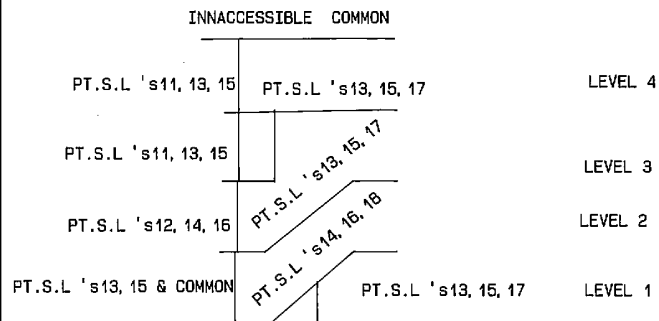 INNACCESSIBLE COMMON
PT.S.L 's11, 13, 15
PT.S.L 's13, 15, 17
LEVEL 4
PT.S.L 's11, 13, 15
PT.S.L 's13, 15, 17
LEVEL 3
PT.S.L 's12, 14, 16
PT.S.L 's14, 16, 18
LEVEL 2
PT.S.L 's13, 15 & COMMON
PT.S.L 's13, 15, 17
LEVEL 1